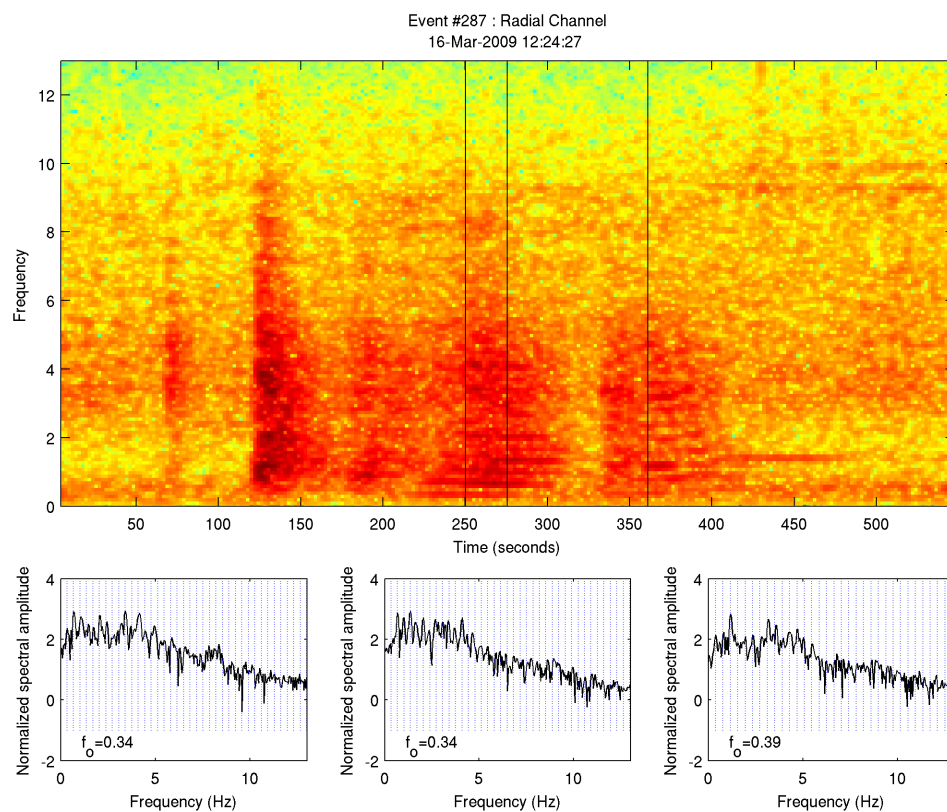 Event #287 : Radial Channel
16-Mar-2009 12:24:27
Frequency
12
10
8
6
4
2
0
50 100 150 200 250 300 350 400 450 500
Time (seconds)
Normalized spectral amplitude
4
2
0
-2
fo=0.34
0 5 10
Frequency (Hz)
Normalized spectral amplitude
4
2
0
-2
fo=0.34
0 5 10
Frequency (Hz)
Normalized spectral amplitude
4
2
0
-2
fo=0.39
0 5 10
Frequency (Hz)